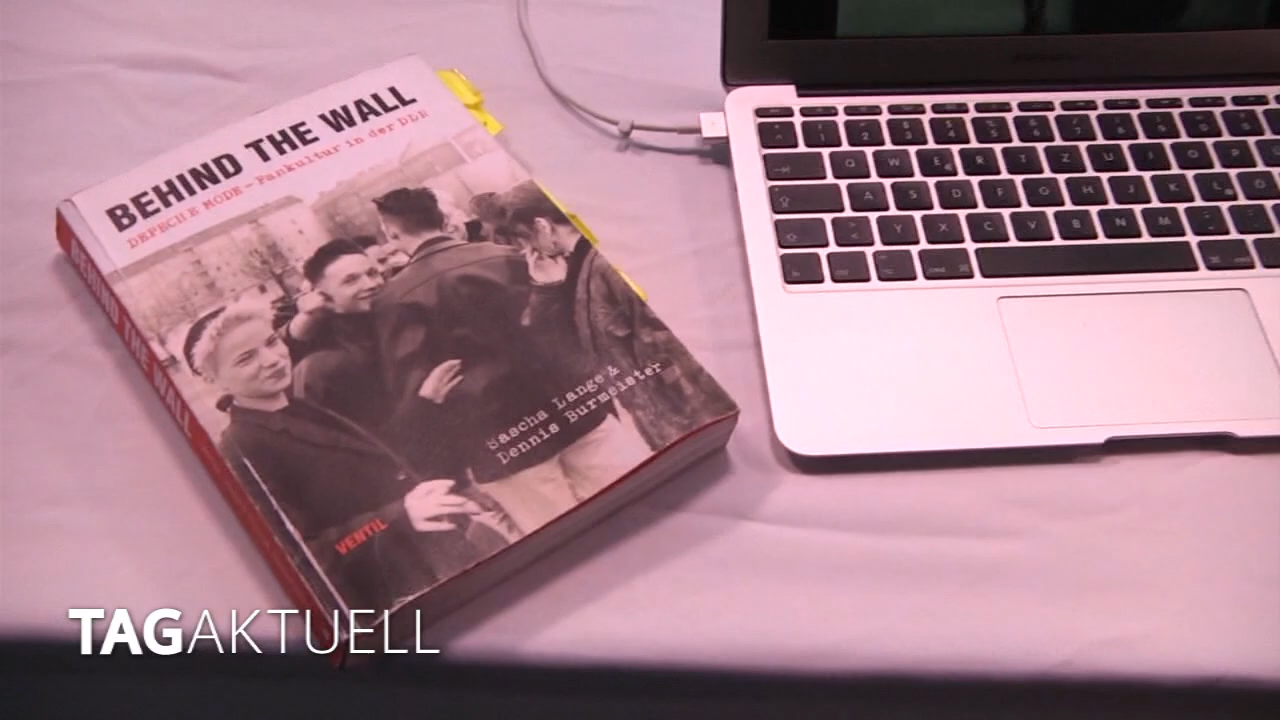 BEHIND THE WALL
DEPECHE MODE – Fankultur in der DDR
BEHIND THE WALL
Sascha Lange &
Dennis Burmeister
VENTIL
Q W E R T Z U I O P
A S D F G H J K L
Y X C V B N M
TAGAKTUELL